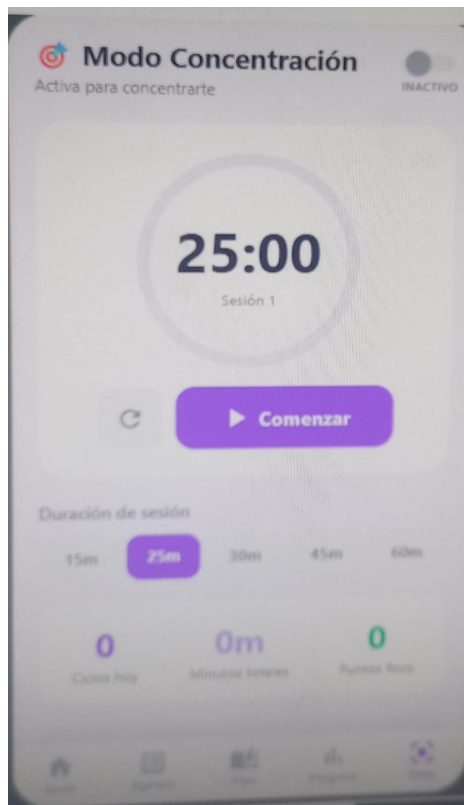 Modo Concentración
Activa para concentrarte
INACTIVO
25:00
Sesión 1
Comenzar
Duración de sesión
15m 25m 30m 45m 60m
0 0m 0
Ciclos hoy Minutos totales Puntos